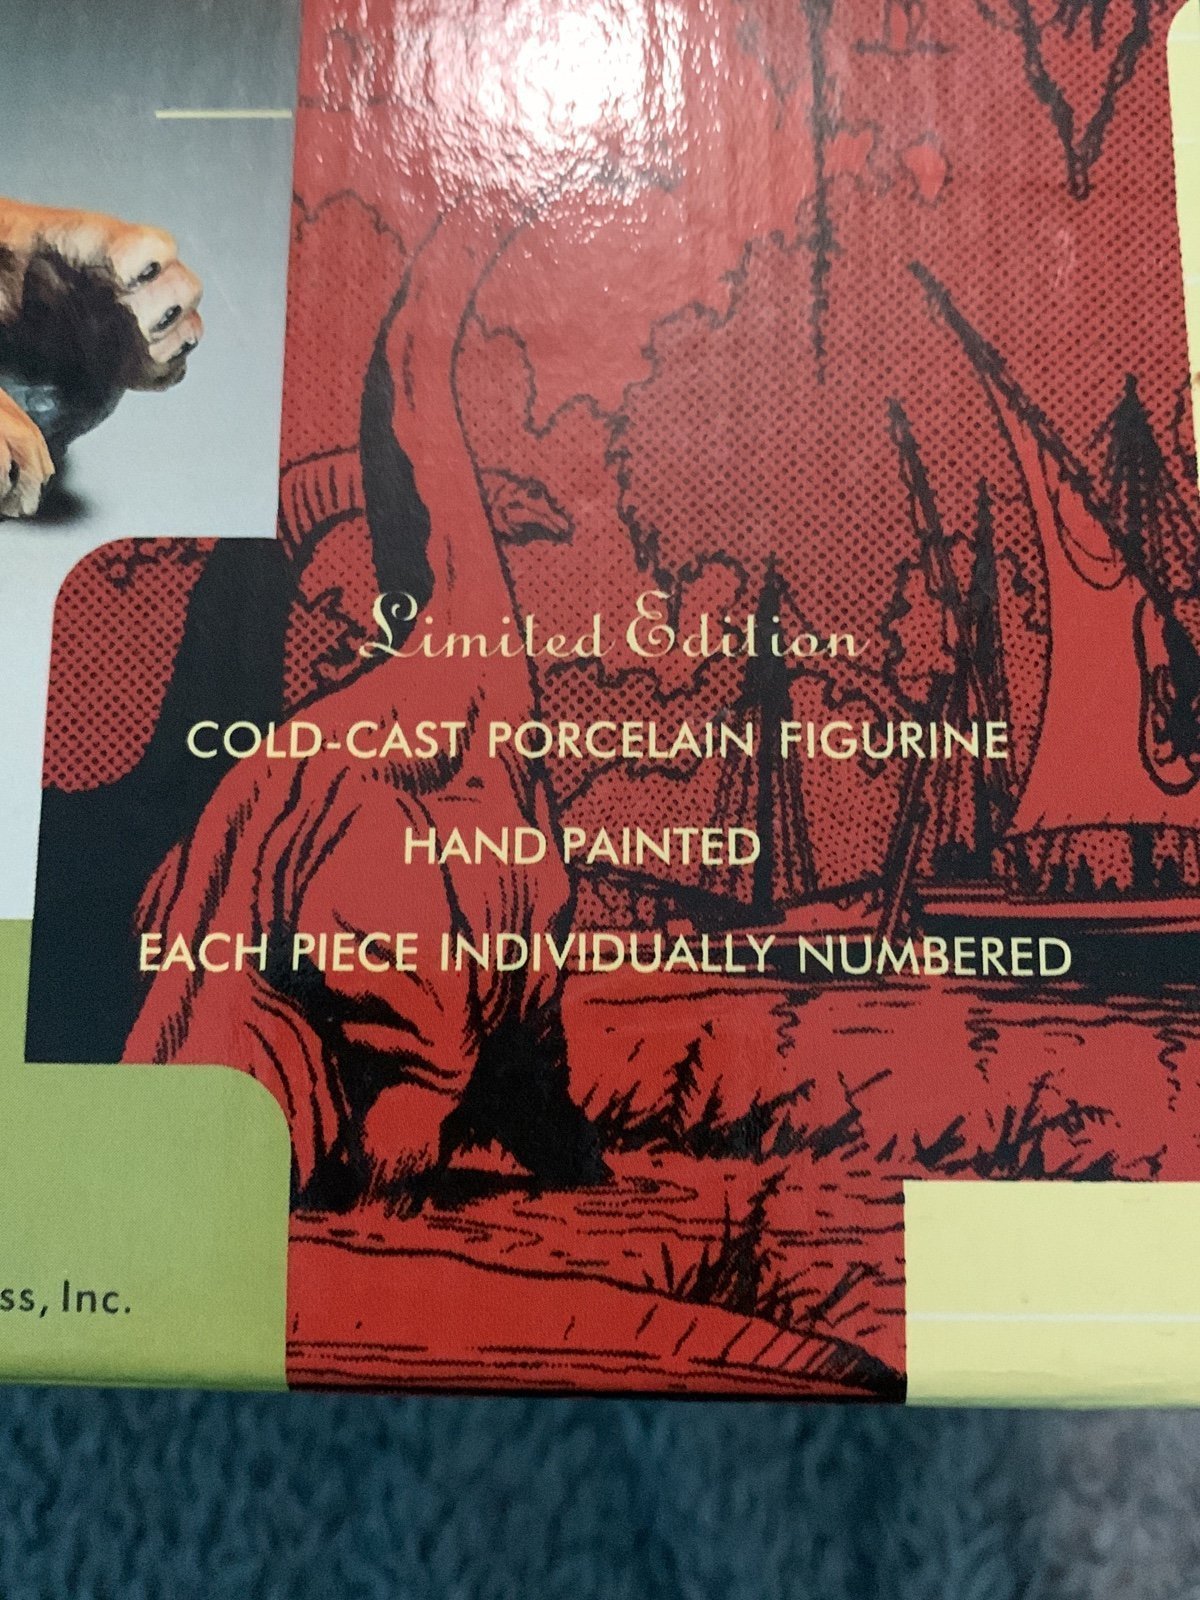 Limited Edition
COLD-CAST PORCELAIN FIGURINE
HAND PAINTED
EACH PIECE INDIVIDUALLY NUMBERED
ss, Inc.